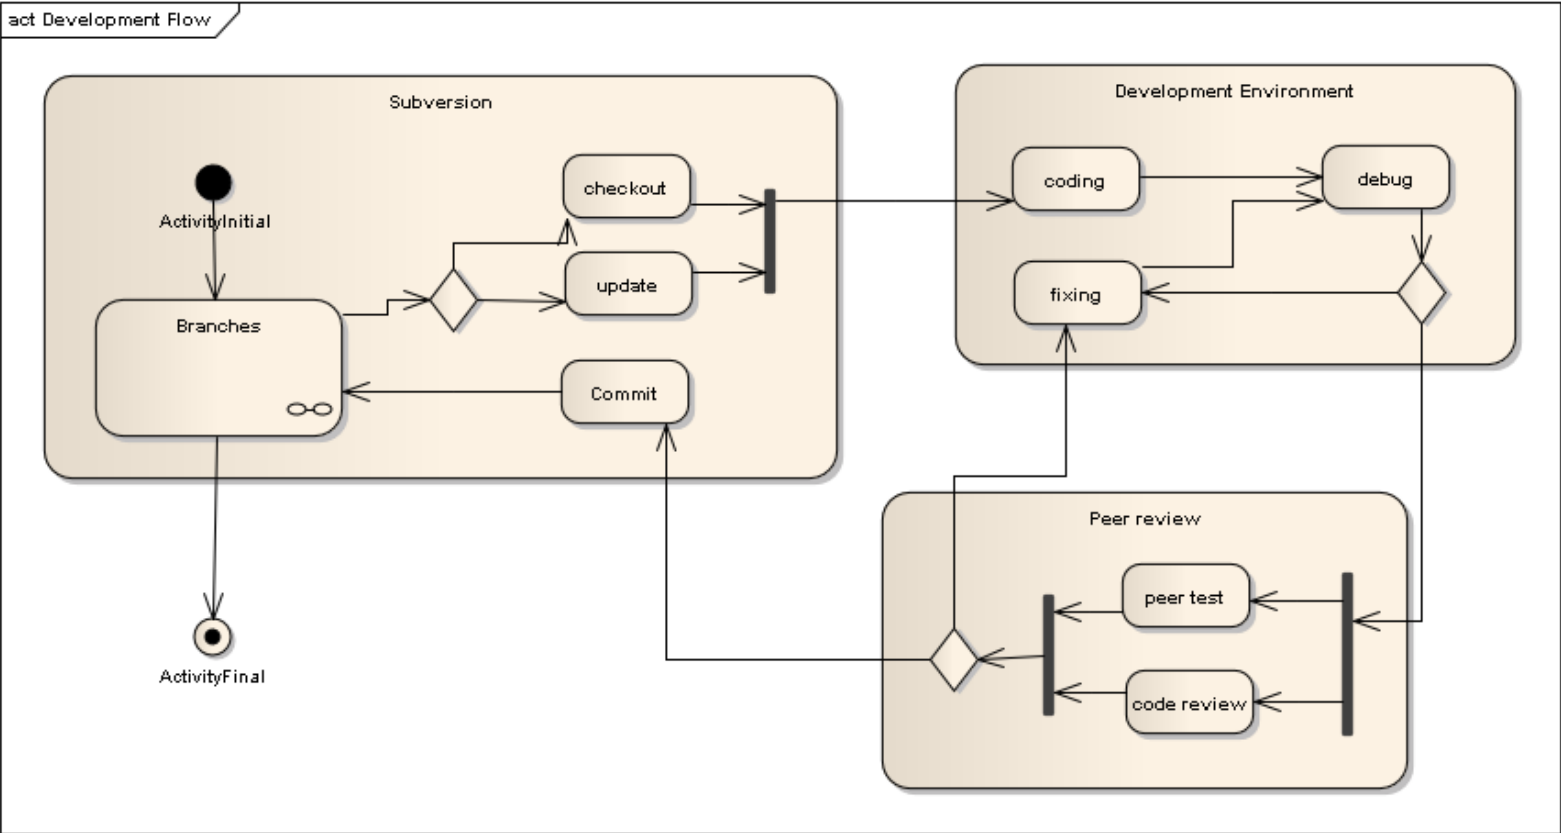 act Development Flow
Subversion
ActivityInitial
Branches
checkout
update
Commit
ActivityFinal
Development Environment
coding
debug
fixing
Peer review
peer test
code review